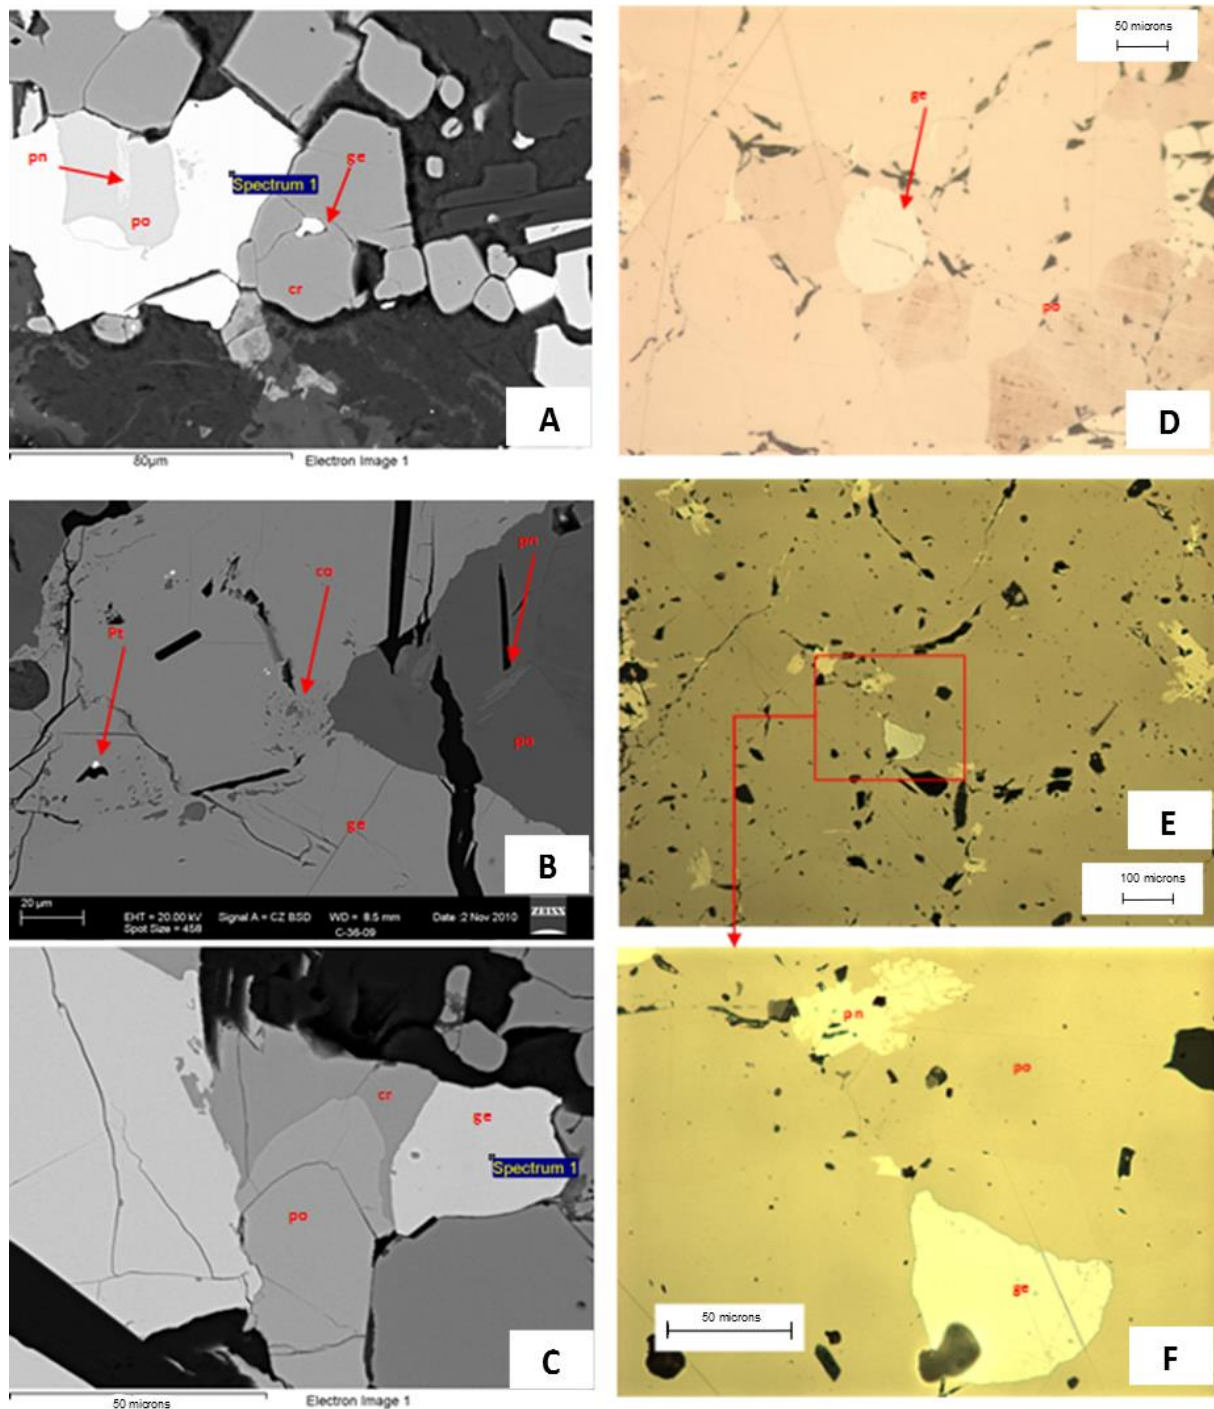 pn
po
Spectrum 1
ge
cr
A
80µm
Electron Image 1
50 microns
ge
po
D
Pt
co
pn
po
ge
B
20 µm
EHT = 20.00 kV
Signal A = CZ BSD
WD = 8.5 mm
Date :2 Nov 2010
Spot Size = 458
C-36-09
ZEISS
E
100 microns
cr
ge
Spectrum 1
po
C
50 microns
Electron Image 1
pn
po
ge
50 microns
F